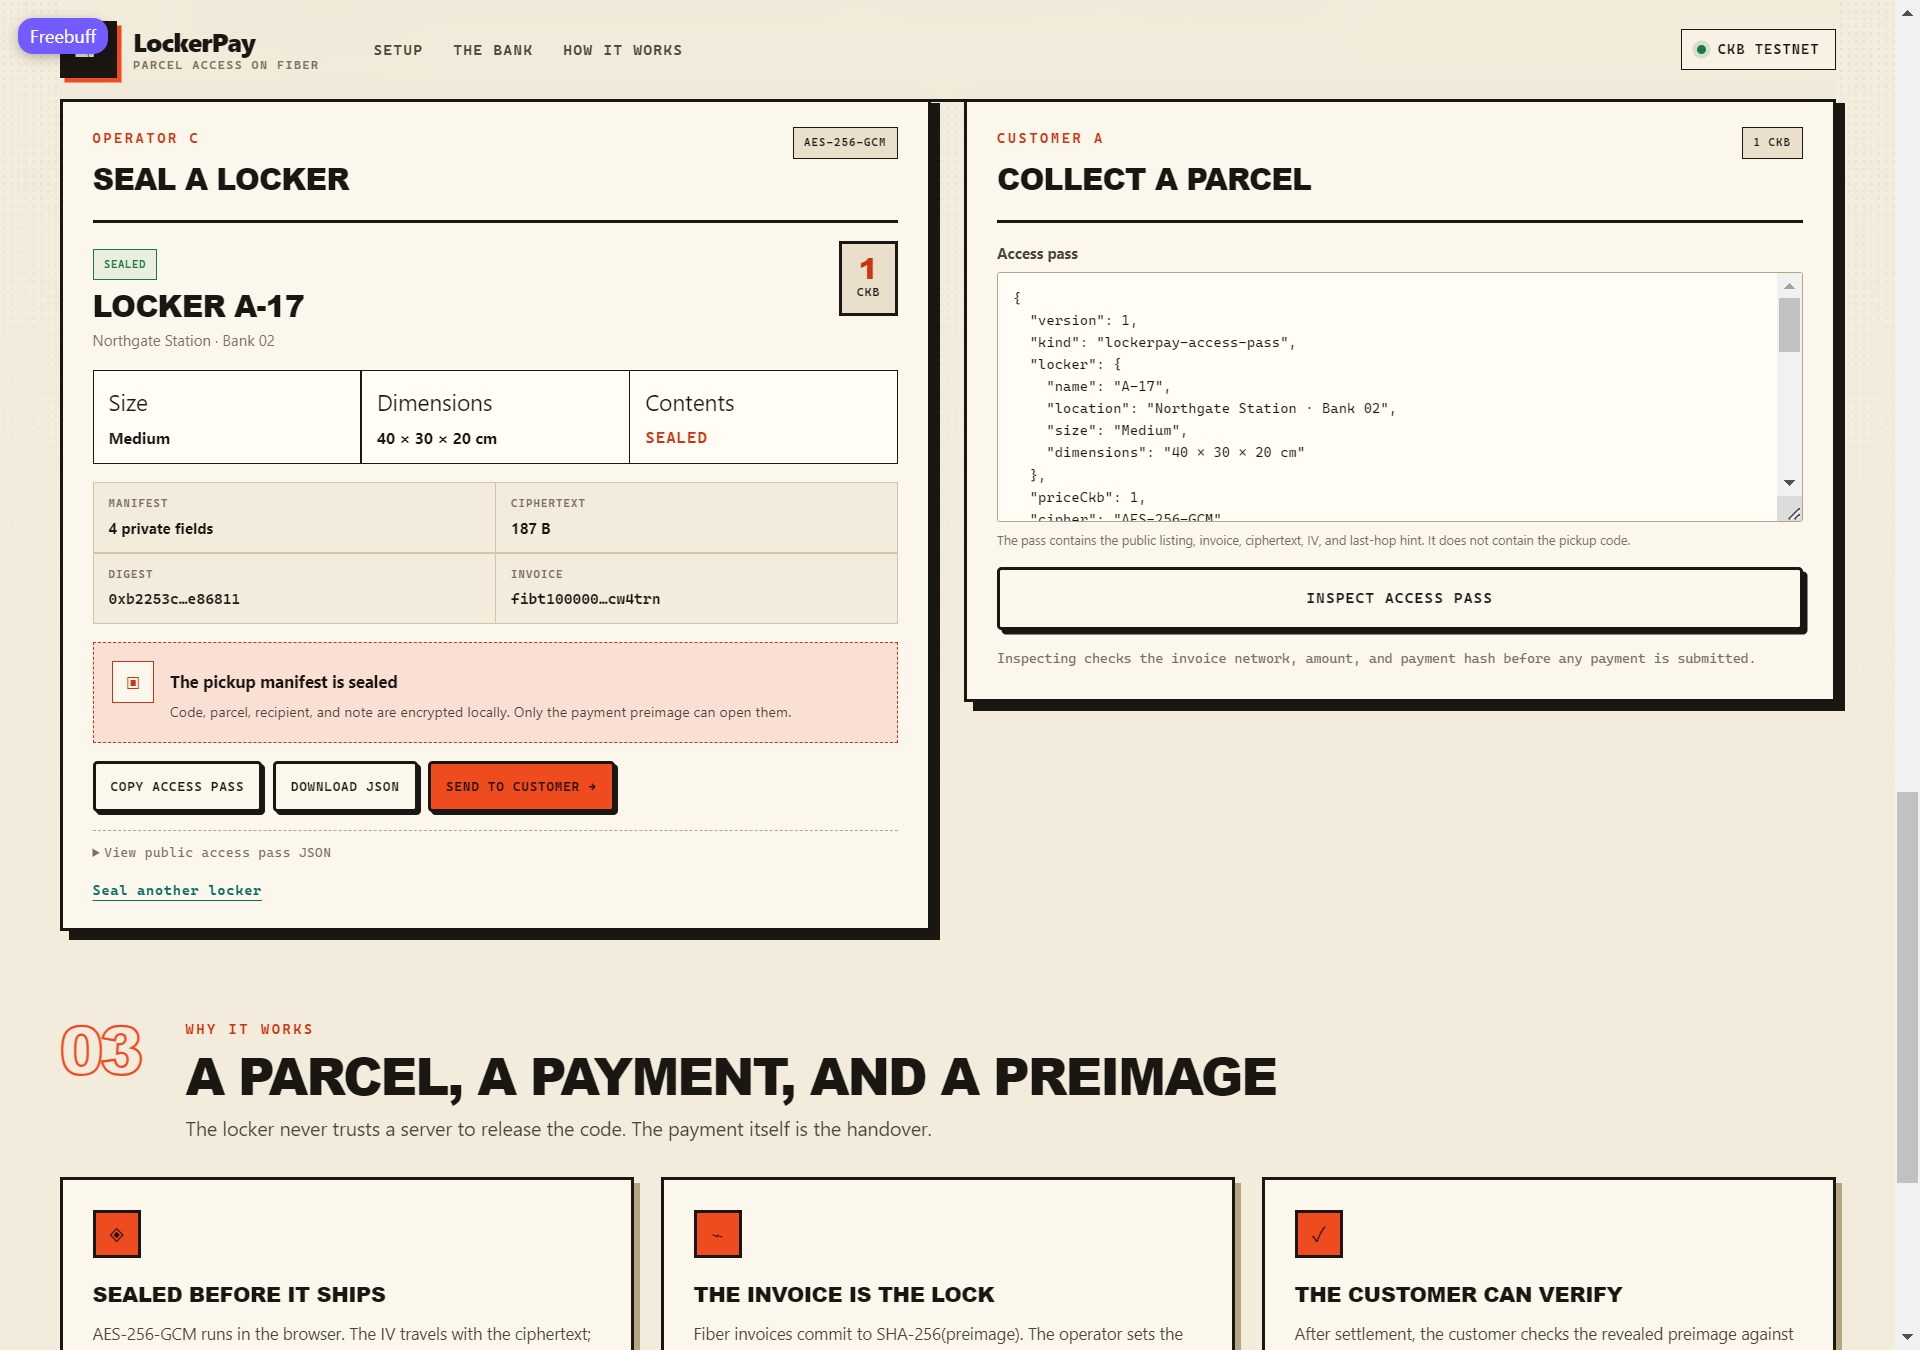 Freebuff
LockerPay
PARCEL ACCESS ON FIBER
SETUP
THE BANK
HOW IT WORKS
CKB TESTNET
OPERATOR C
AES-256-GCM
SEAL A LOCKER
SEALED
1
CKB
LOCKER A-17
Northgate Station · Bank 02
Size
Medium
Dimensions
40 × 30 × 20 cm
Contents
SEALED
MANIFEST
4 private fields
CIPHERTEXT
187 B
DIGEST
0xb2253c…e86811
INVOICE
fibt100000…cw4trn
The pickup manifest is sealed
Code, parcel, recipient, and note are encrypted locally. Only the payment preimage can open them.
COPY ACCESS PASS
DOWNLOAD JSON
SEND TO CUSTOMER →
View public access pass JSON
Seal another locker
CUSTOMER A
1 CKB
COLLECT A PARCEL
Access pass
{
"version": 1,
"kind": "lockerpay-access-pass",
"locker": {
"name": "A-17",
"location": "Northgate Station · Bank 02",
"size": "Medium",
"dimensions": "40 × 30 × 20 cm"
},
"priceCkb": 1,
"cipher": "AES-256-GCM"
The pass contains the public listing, invoice, ciphertext, IV, and last-hop hint. It does not contain the pickup code.
INSPECT ACCESS PASS
Inspecting checks the invoice network, amount, and payment hash before any payment is submitted.
03
WHY IT WORKS
A PARCEL, A PAYMENT, AND A PREIMAGE
The locker never trusts a server to release the code. The payment itself is the handover.
SEALED BEFORE IT SHIPS
AES-256-GCM runs in the browser. The IV travels with the ciphertext;
THE INVOICE IS THE LOCK
Fiber invoices commit to SHA-256(preimage). The operator sets the
THE CUSTOMER CAN VERIFY
After settlement, the customer checks the revealed preimage against